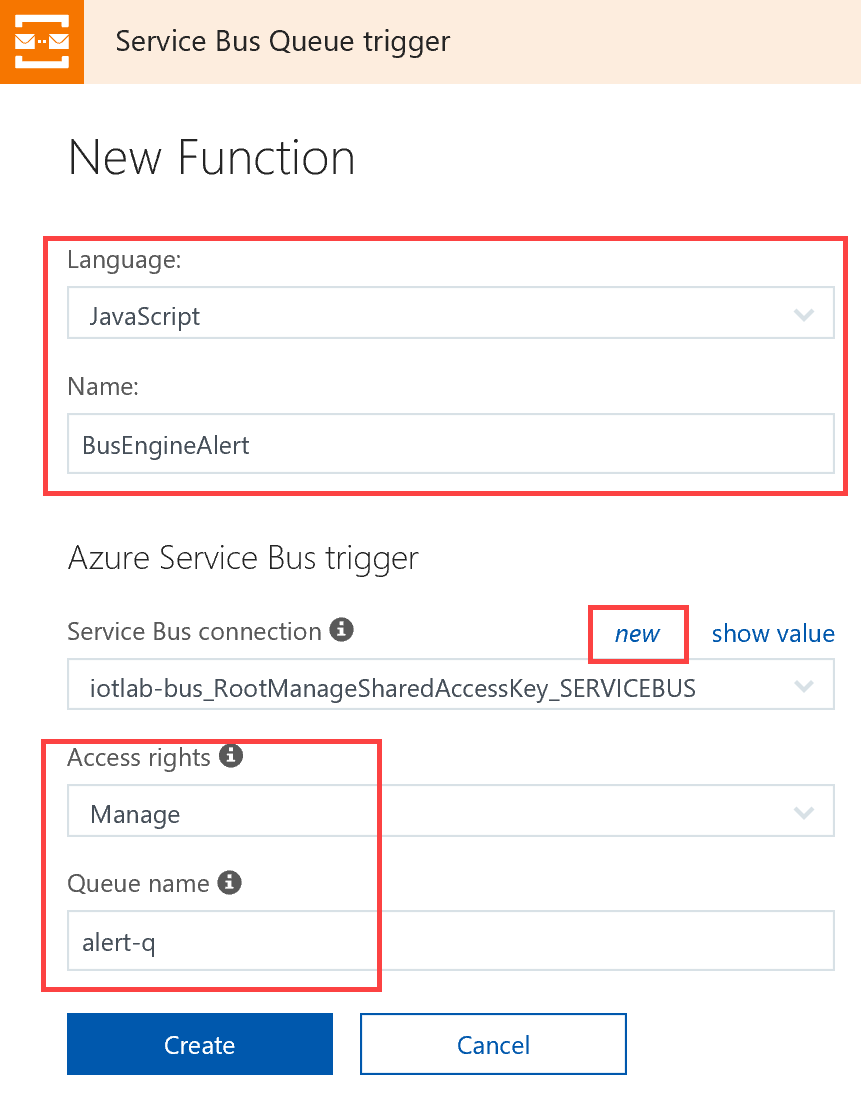 Service Bus Queue trigger
New Function
Language:
JavaScript
Name:
BusEngineAlert
Azure Service Bus trigger
Service Bus connection new show value
iotlab-bus_RootManageSharedAccessKey_SERVICEBUS
Access rights
Manage
Queue name
alert-q
Create Cancel